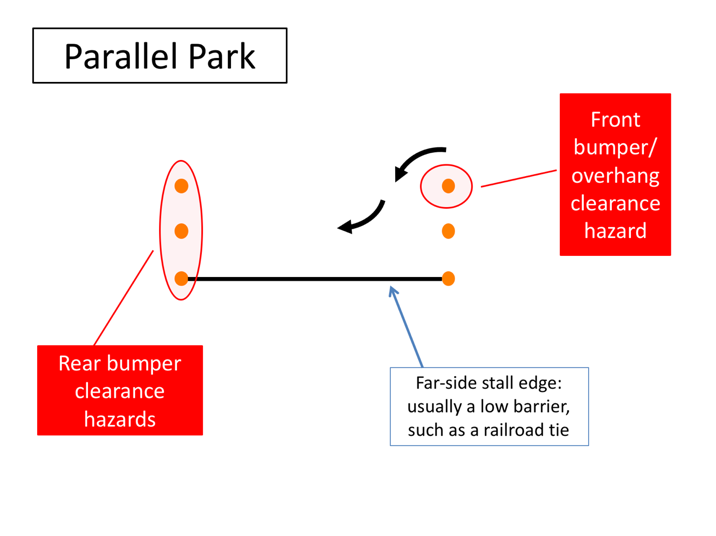 Parallel Park
Front
bumper/
overhang
clearance
hazard
Rear bumper
clearance
hazards
Far-side stall edge:
usually a low barrier,
such as a railroad tie